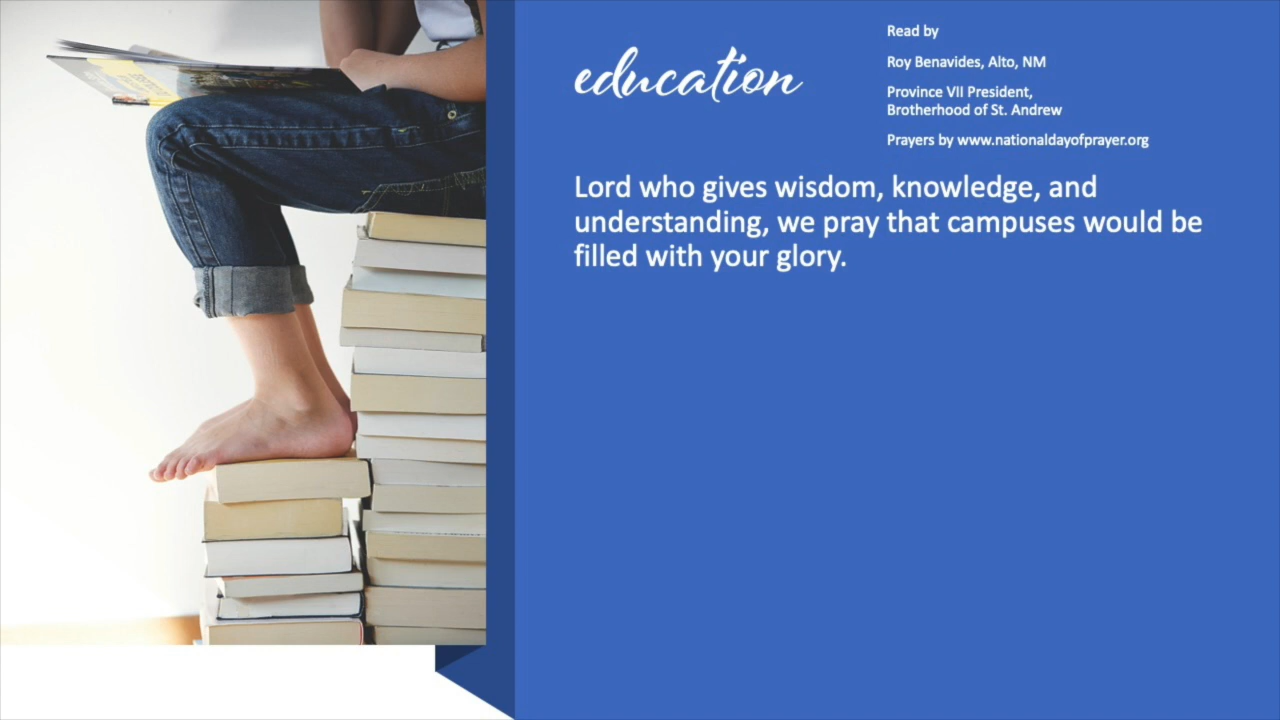 education
Read by
Roy Benavides, Alto, NM
Province VII President,
Brotherhood of St. Andrew
Prayers by www.nationaldayofprayer.org
Lord who gives wisdom, knowledge, and
understanding, we pray that campuses would be
filled with your glory.